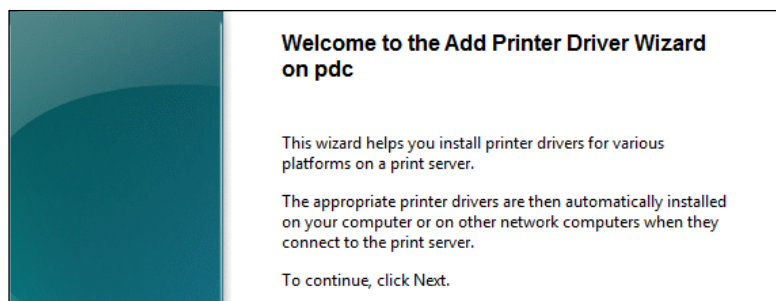 Welcome to the Add Printer Driver Wizard
on pdc
This wizard helps you install printer drivers for various
platforms on a print server.
The appropriate printer drivers are then automatically installed
on your computer or on other network computers when they
connect to the print server.
To continue, click Next.